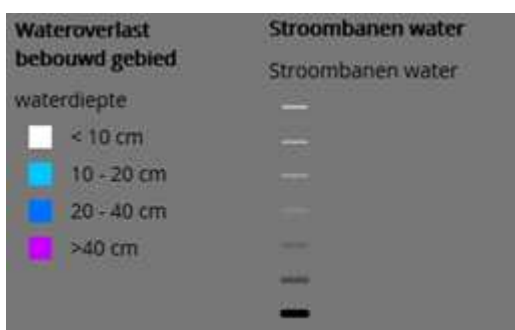 Wateroverlast
bebouwd gebied
waterdiepte
< 10 cm
10 - 20 cm
20 - 40 cm
>40 cm
Stroombanen water
Stroombanen water